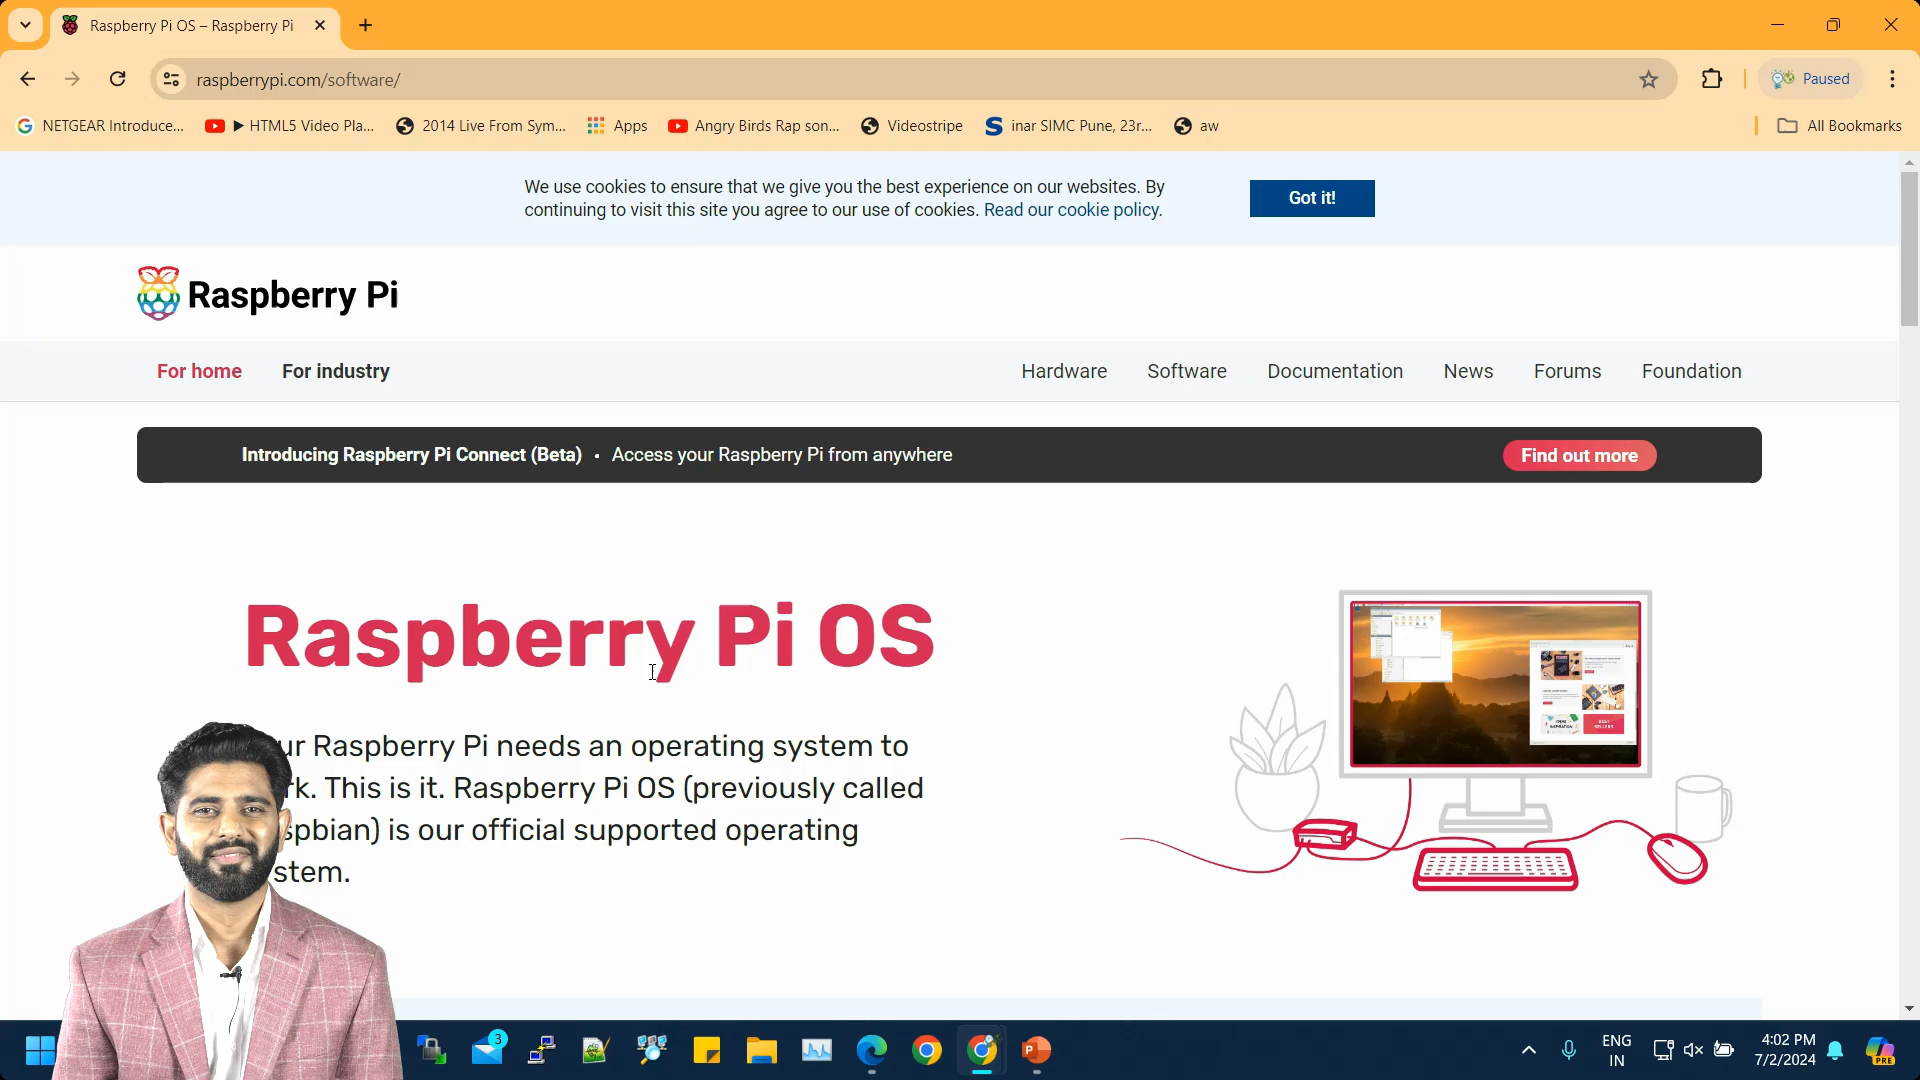 Raspberry Pi OS – Raspberry Pi
raspberrypi.com/software/
Paused
NETGEAR Introduce...
▶ HTML5 Video Pla...
2014 Live From Sym...
Apps
Angry Birds Rap son...
Videostripe
inar SIMC Pune, 23r...
aw
All Bookmarks
We use cookies to ensure that we give you the best experience on our websites. By
continuing to visit this site you agree to our use of cookies. Read our cookie policy.
Got it!
Raspberry Pi
For home
For industry
Hardware
Software
Documentation
News
Forums
Foundation
Introducing Raspberry Pi Connect (Beta) • Access your Raspberry Pi from anywhere
Find out more
Raspberry Pi OS
ur Raspberry Pi needs an operating system to
rk. This is it. Raspberry Pi OS (previously called
spbian) is our official supported operating
stem.
3
ENG
IN
4:02 PM
7/2/2024
PRE